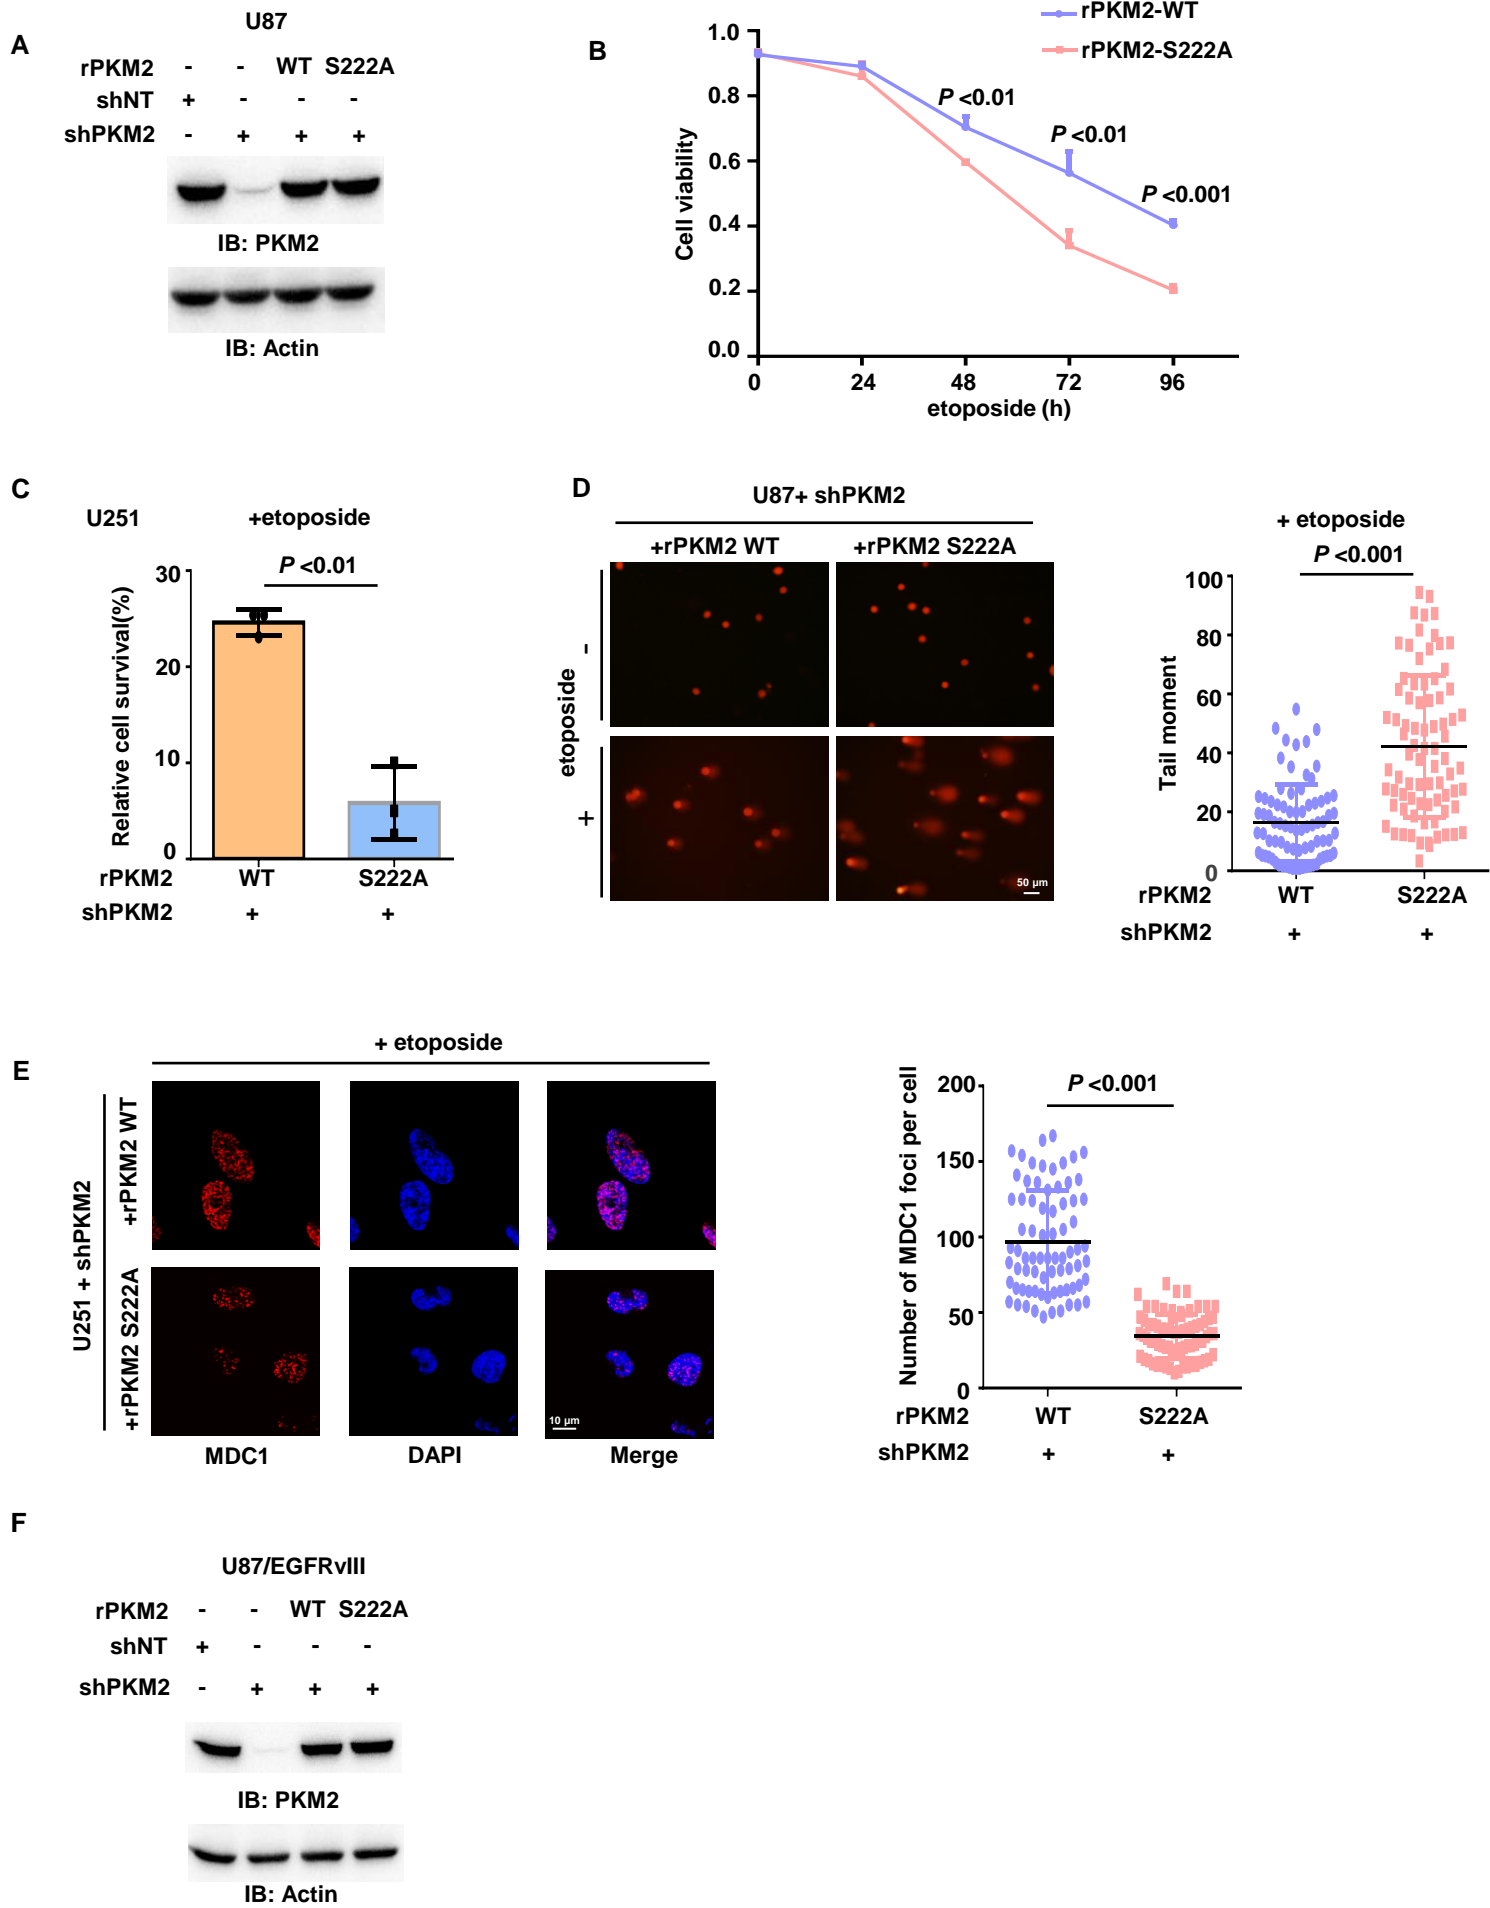 A
U87
rPKM2 - - WT S222A
shNT + - - -
shPKM2 - + + +
IB: PKM2
IB: Actin
B
rPKM2-WT
rPKM2-S222A
1.0
0.8
0.6
0.4
0.2
0.0
Cell viability
P <0.01
P <0.01
P <0.001
0 24 48 72 96
etoposide (h)
C
U251 +etoposide
P <0.01
30
20
10
0
Relative cell survival(%)
rPKM2 WT S222A
shPKM2 + +
D
U87+ shPKM2
+rPKM2 WT +rPKM2 S222A
etoposide - +
50 µm
+ etoposide
P <0.001
100
80
60
40
20
0
Tail moment
rPKM2 WT S222A
shPKM2 + +
E
+ etoposide
U251 + shPKM2
+rPKM2 WT
+rPKM2 S222A
10 µm
MDC1 DAPI Merge
P <0.001
200
150
100
50
0
Number of MDC1 foci per cell
rPKM2 WT S222A
shPKM2 + +
F
U87/EGFRvIII
rPKM2 - - WT S222A
shNT + - - -
shPKM2 - + + +
IB: PKM2
IB: Actin